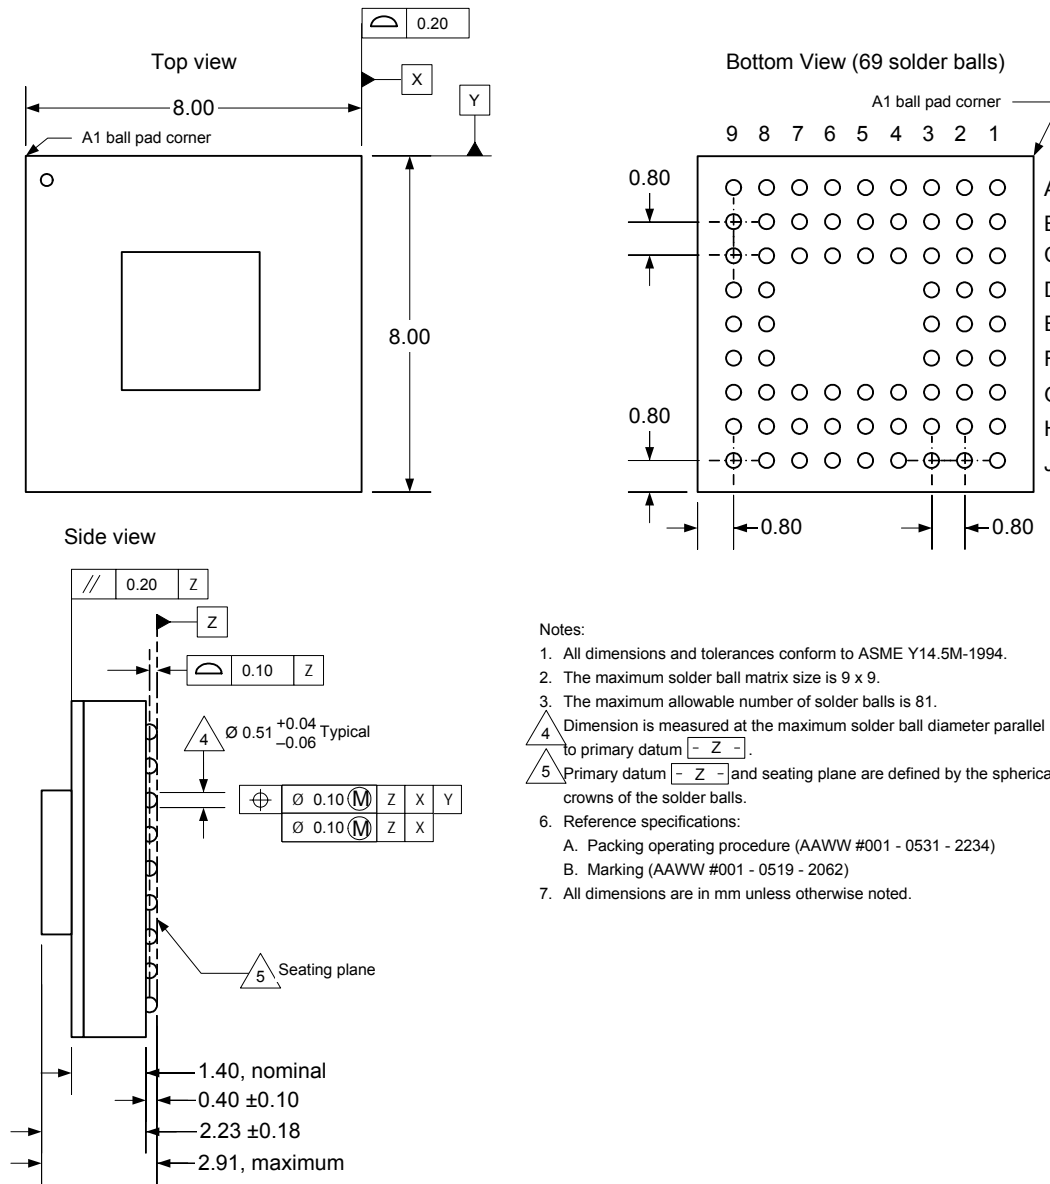 ⌓ 0.20
Top view
X
8.00
Y
A1 ball pad corner
8.00
Bottom View (69 solder balls)
A1 ball pad corner
9 8 7 6 5 4 3 2 1
0.80
A
B
C
D
E
F
G
H
J
0.80
0.80
0.80
Side view
// 0.20 Z
Z
⌓ 0.10 Z
4 Ø 0.51 +0.04 –0.06 Typical
⌖ Ø 0.10 Ⓜ Z X Y
Ø 0.10 Ⓜ Z X
5 Seating plane
1.40, nominal
0.40 ±0.10
2.23 ±0.18
2.91, maximum
Notes:
1. All dimensions and tolerances conform to ASME Y14.5M-1994.
2. The maximum solder ball matrix size is 9 x 9.
3. The maximum allowable number of solder balls is 81.
4 Dimension is measured at the maximum solder ball diameter parallel
to primary datum - Z - .
5 Primary datum - Z - and seating plane are defined by the spherica
crowns of the solder balls.
6. Reference specifications:
A. Packing operating procedure (AAWW #001 - 0531 - 2234)
B. Marking (AAWW #001 - 0519 - 2062)
7. All dimensions are in mm unless otherwise noted.